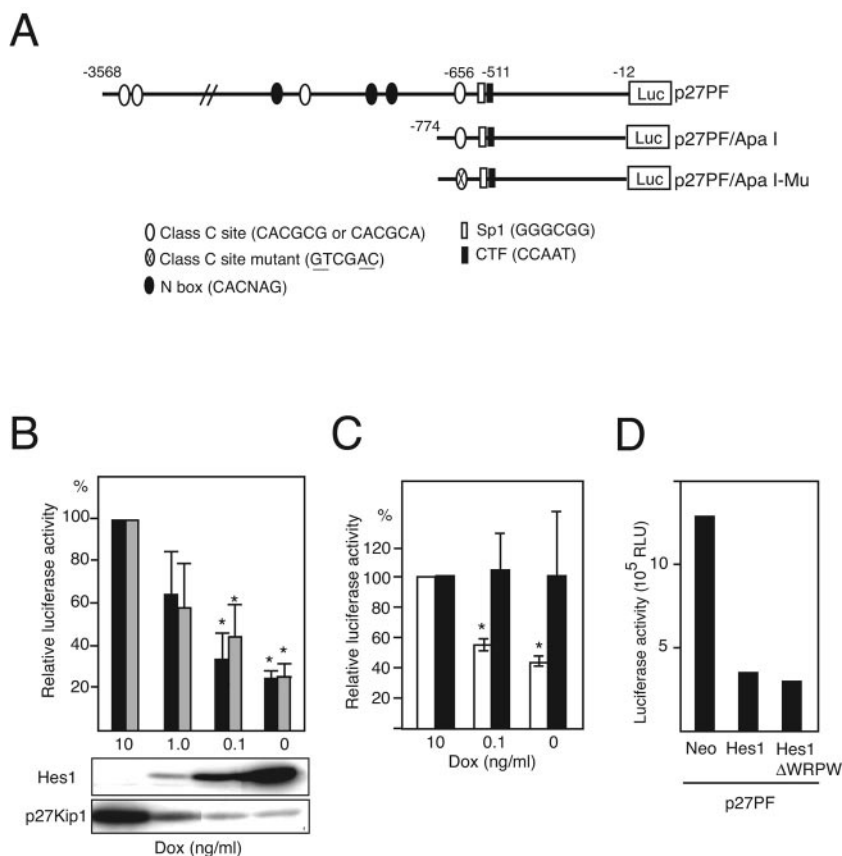 A
-3568
-656
-511
-12
Luc p27PF
-774
Luc p27PF/Apa I
Luc p27PF/Apa I-Mu
Class C site (CACGCG or CACGCA)
Class C site mutant (GTCGAC)
N box (CACNAG)
Sp1 (GGGCGG)
CTF (CCAAT)
B
%
Relative luciferase activity
100
80
60
40
20
* *
* *
10 1.0 0.1 0
Hes1
p27Kip1
Dox (ng/ml)
C
%
Relative luciferase activity
120
100
80
60
40
20
*
*
10 0.1 0
Dox (ng/ml)
D
Luciferase activity (10⁵ RLU)
10
5
Neo Hes1 Hes1
ΔWRPW
p27PF